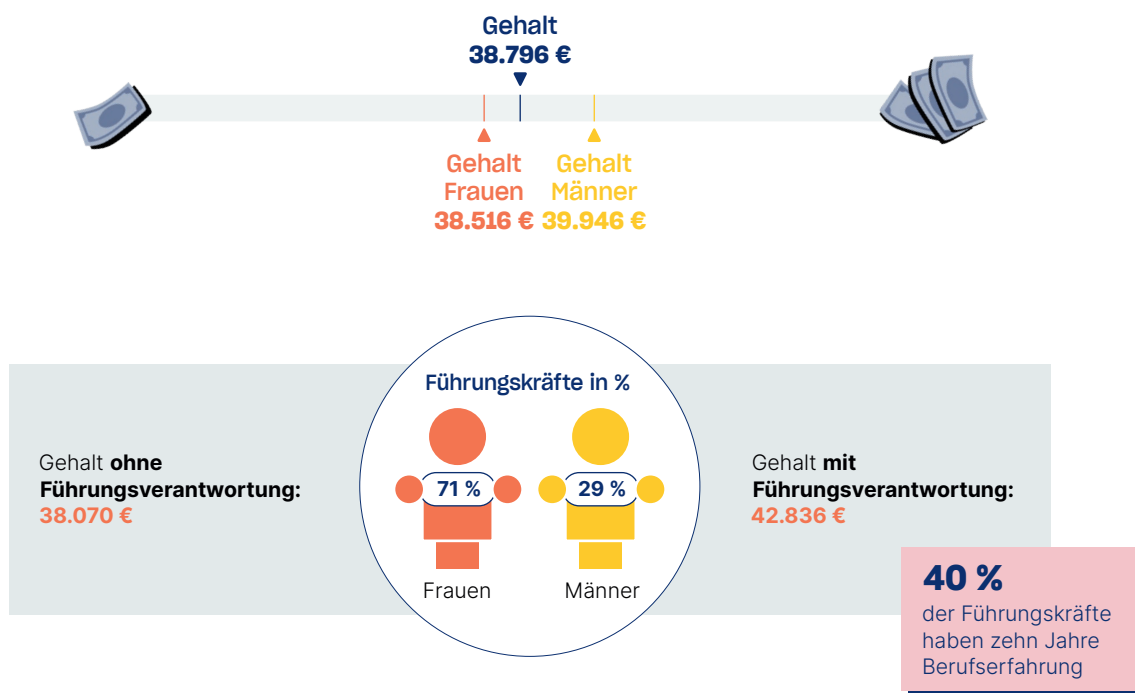 Gehalt
38.796 €
Gehalt
Frauen
38.516 €
Gehalt
Männer
39.946 €
Führungskräfte in %
71 %
29 %
Frauen
Männer
Gehalt ohne
Führungsverantwortung:
38.070 €
Gehalt mit
Führungsverantwortung:
42.836 €
40 %
der Führungskräfte
haben zehn Jahre
Berufserfahrung